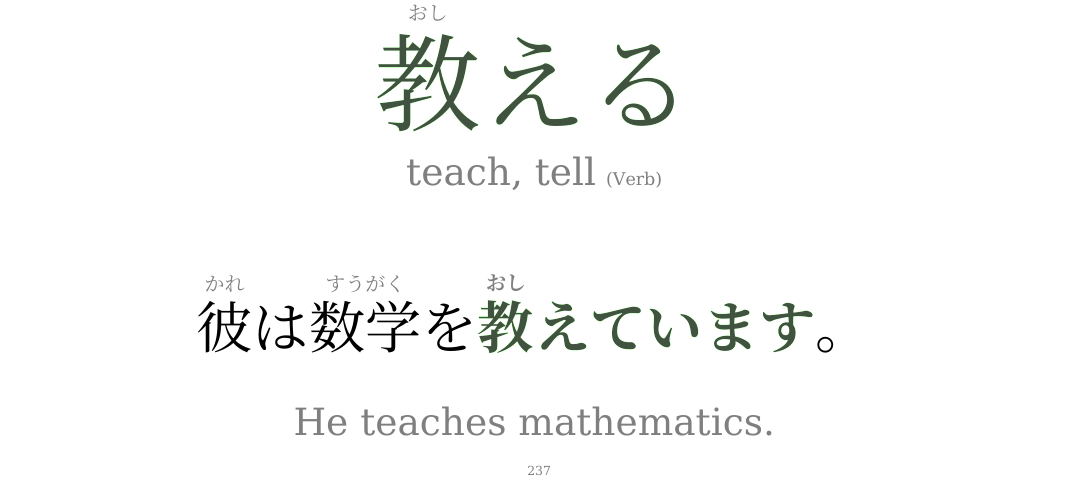 おし
教える
teach, tell (Verb)
かれ すうがく おし
彼は数学を教えています。
He teaches mathematics.
237